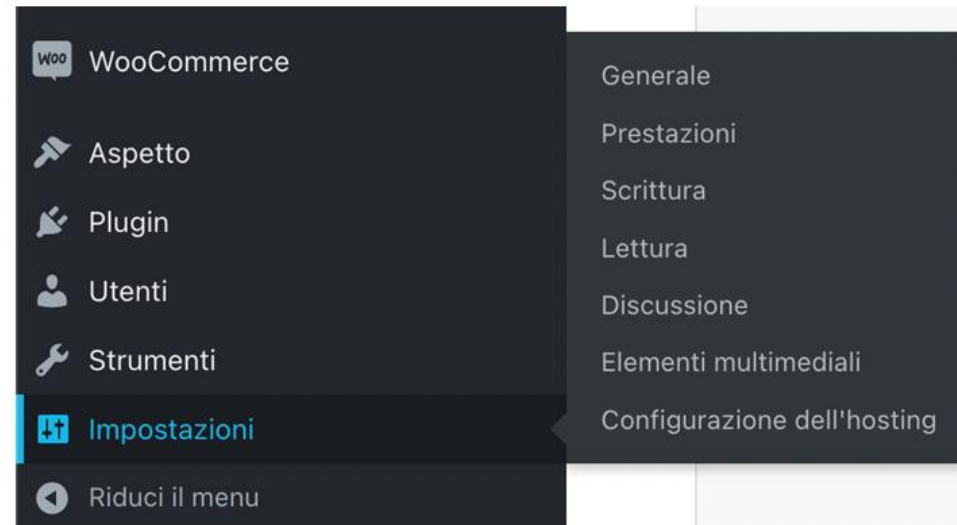 Woo WooCommerce
Aspetto
Plugin
Utenti
Strumenti
Impostazioni
Riduci il menu
Generale
Prestazioni
Scrittura
Lettura
Discussione
Elementi multimediali
Configurazione dell'hosting